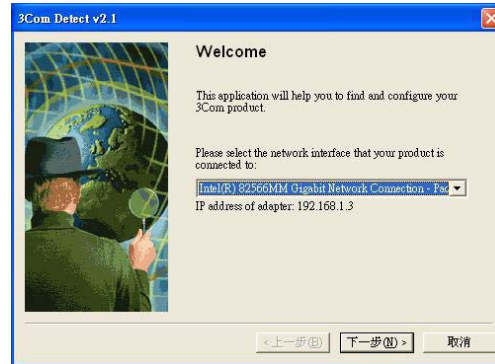 3Com Detect v2.1
Welcome
This application will help you to find and configure your
3Com product.
Please select the network interface that your product is
connected to:
Intel(R) 82566MM Gigabit Network Connection - Pac
IP address of adapter: 192.168.1.3
<上一步(B) 下一步(N) > 取消